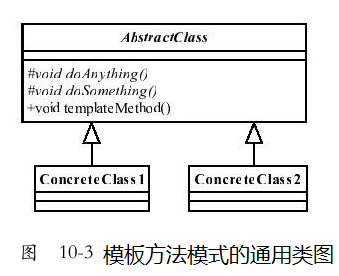 AbstractClass
#void doAnything()
#void doSomething()
+void templateMethod()
ConcreteClass1 ConcreteClass2
图 10-3 模板方法模式的通用类图